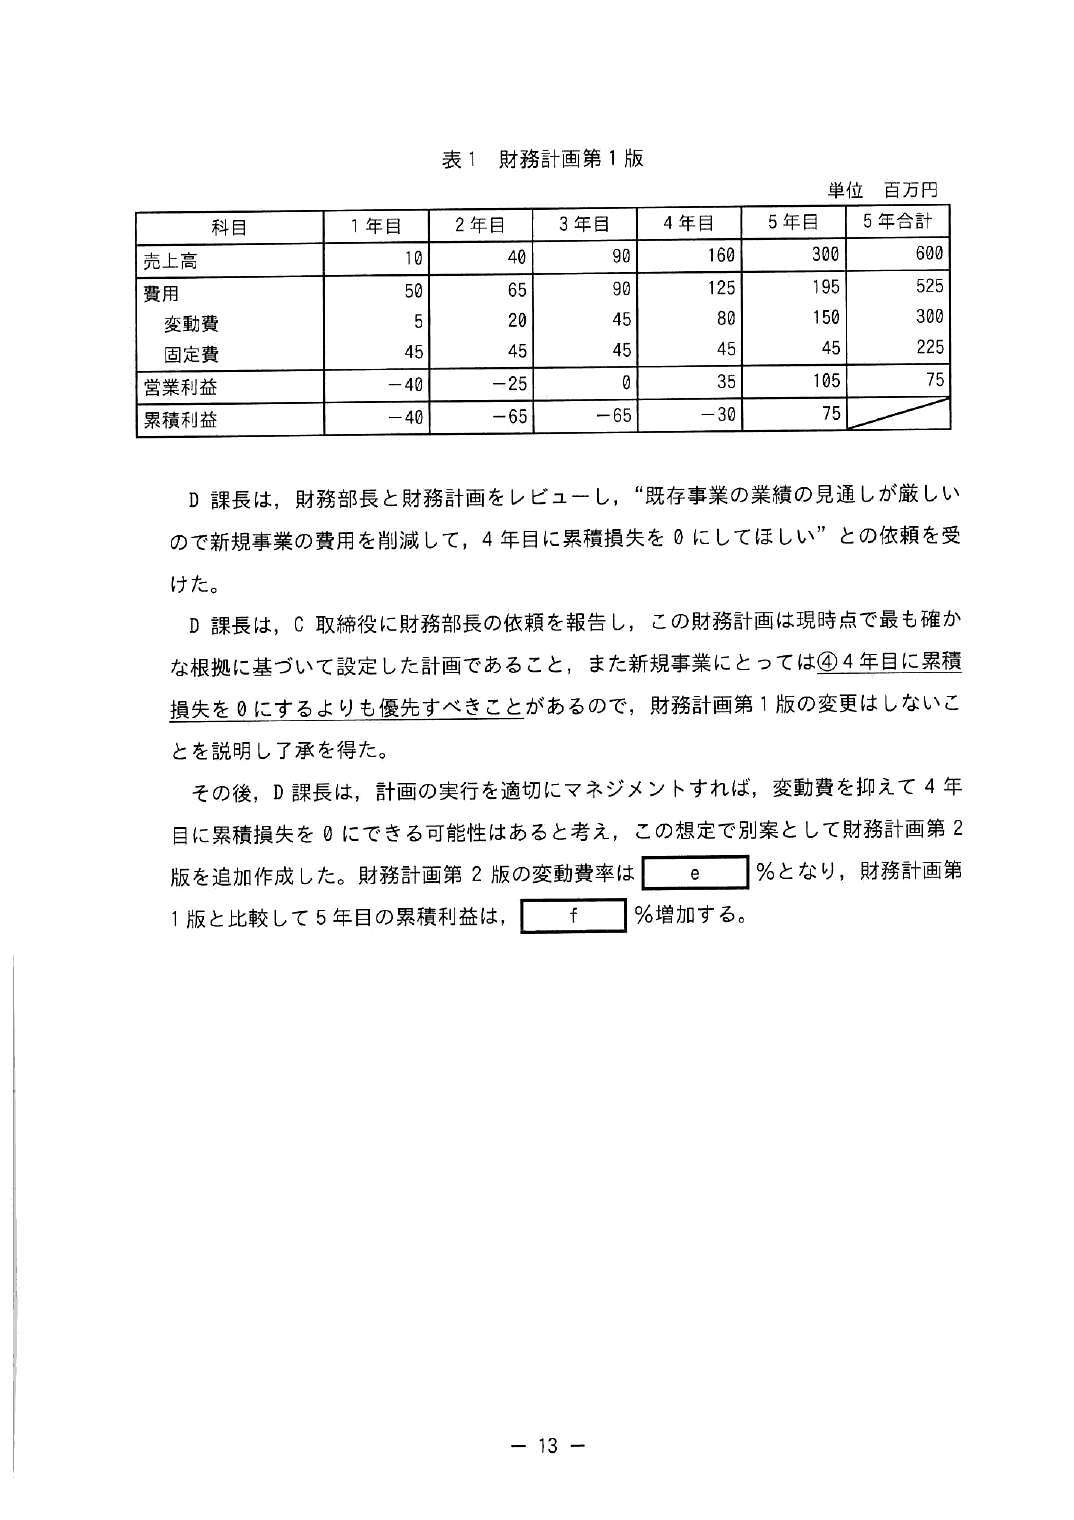 表1　財務計画第1版
単位　百万円
科目 1年目 2年目 3年目 4年目 5年目 5年合計
売上高 10 40 90 160 300 600
費用 50 65 90 125 195 525
変動費 5 20 45 80 150 300
固定費 45 45 45 45 45 225
営業利益 －40 －25 0 35 105 75
累積利益 －40 －65 －65 －30 75
D 課長は，財務部長と財務計画をレビューし，“既存事業の業績の見通しが厳しい
ので新規事業の費用を削減して，4 年目に累積損失を 0 にしてほしい”との依頼を受
けた。
D 課長は，C 取締役に財務部長の依頼を報告し，この財務計画は現時点で最も確か
な根拠に基づいて設定した計画であること，また新規事業にとっては④4 年目に累積
損失を 0 にするよりも優先すべきことがあるので，財務計画第 1 版の変更はしないこ
とを説明し了承を得た。
その後，D 課長は，計画の実行を適切にマネジメントすれば，変動費を抑えて 4 年
目に累積損失を 0 にできる可能性はあると考え，この想定で別案として財務計画第 2
版を追加作成した。財務計画第 2 版の変動費率は e ％となり，財務計画第
1 版と比較して 5 年目の累積利益は， f ％増加する。
－ 13 －